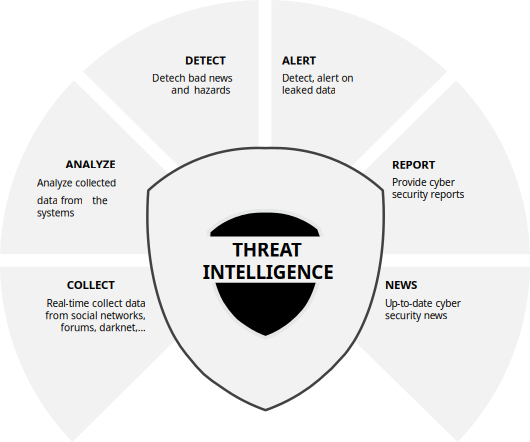 DETECT
Detech bad news
and hazards
ALERT
Detect, alert on
leaked data
ANALYZE
Analyze collected
data from the
systems
REPORT
Provide cyber
security reports
THREAT
INTELLIGENCE
COLLECT
Real-time collect data
from social networks,
forums, darknet,...
NEWS
Up-to-date cyber
security news